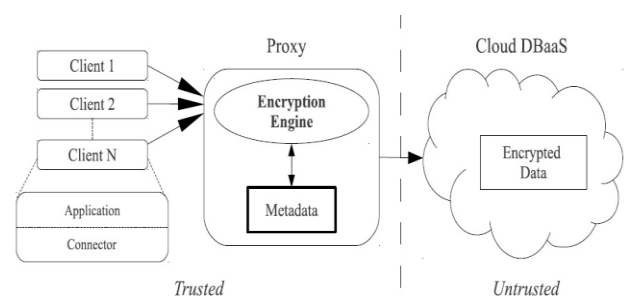 Proxy
Cloud DBaaS
Client 1
Client 2
Client N
Application
Connector
Encryption
Engine
Metadata
Encrypted
Data
Trusted
Untrusted